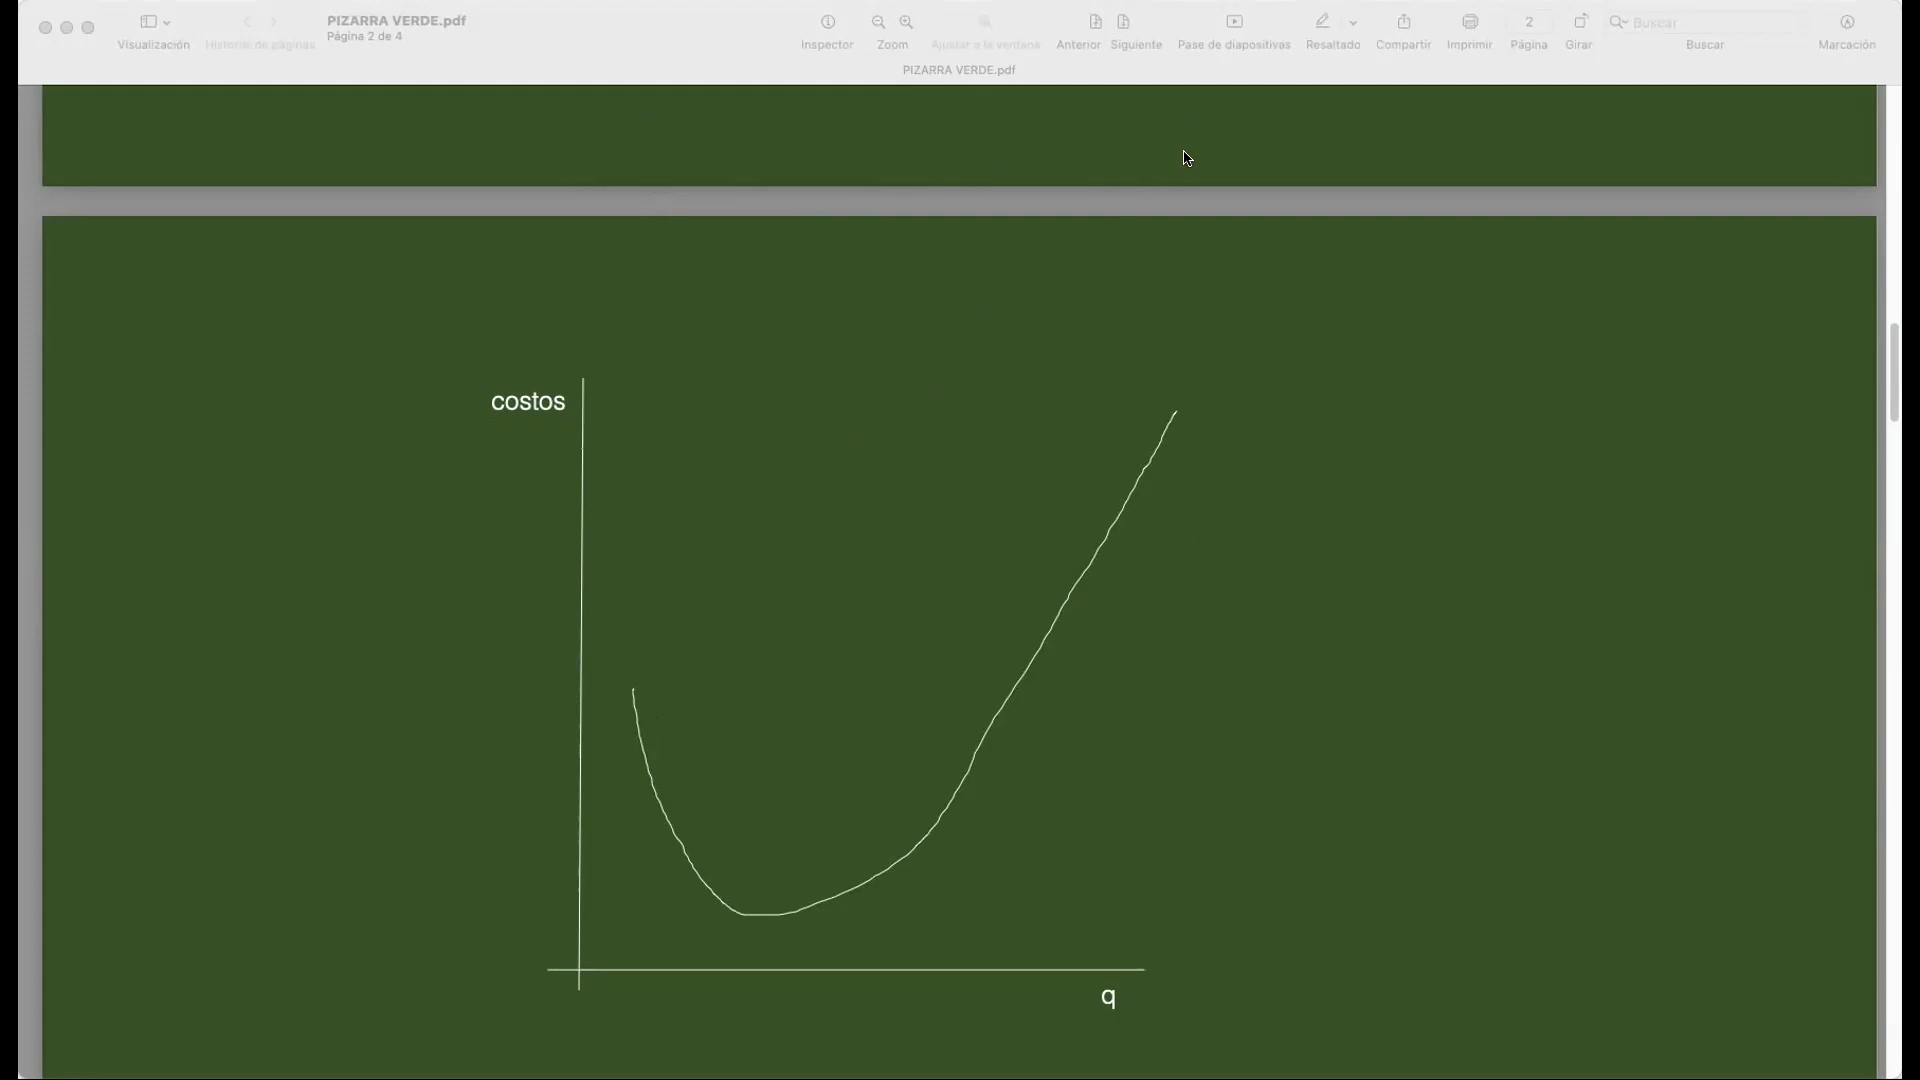 PIZARRA VERDE.pdf
Página 2 de 4
Visualización
Historial de páginas
Inspector
Zoom
Ajustar a la ventana
Anterior
Siguiente
Pase de diapositivas
Resaltado
Compartir
Imprimir
2
Página
Girar
Buscar
Buscar
Marcación
PIZARRA VERDE.pdf
costos
q